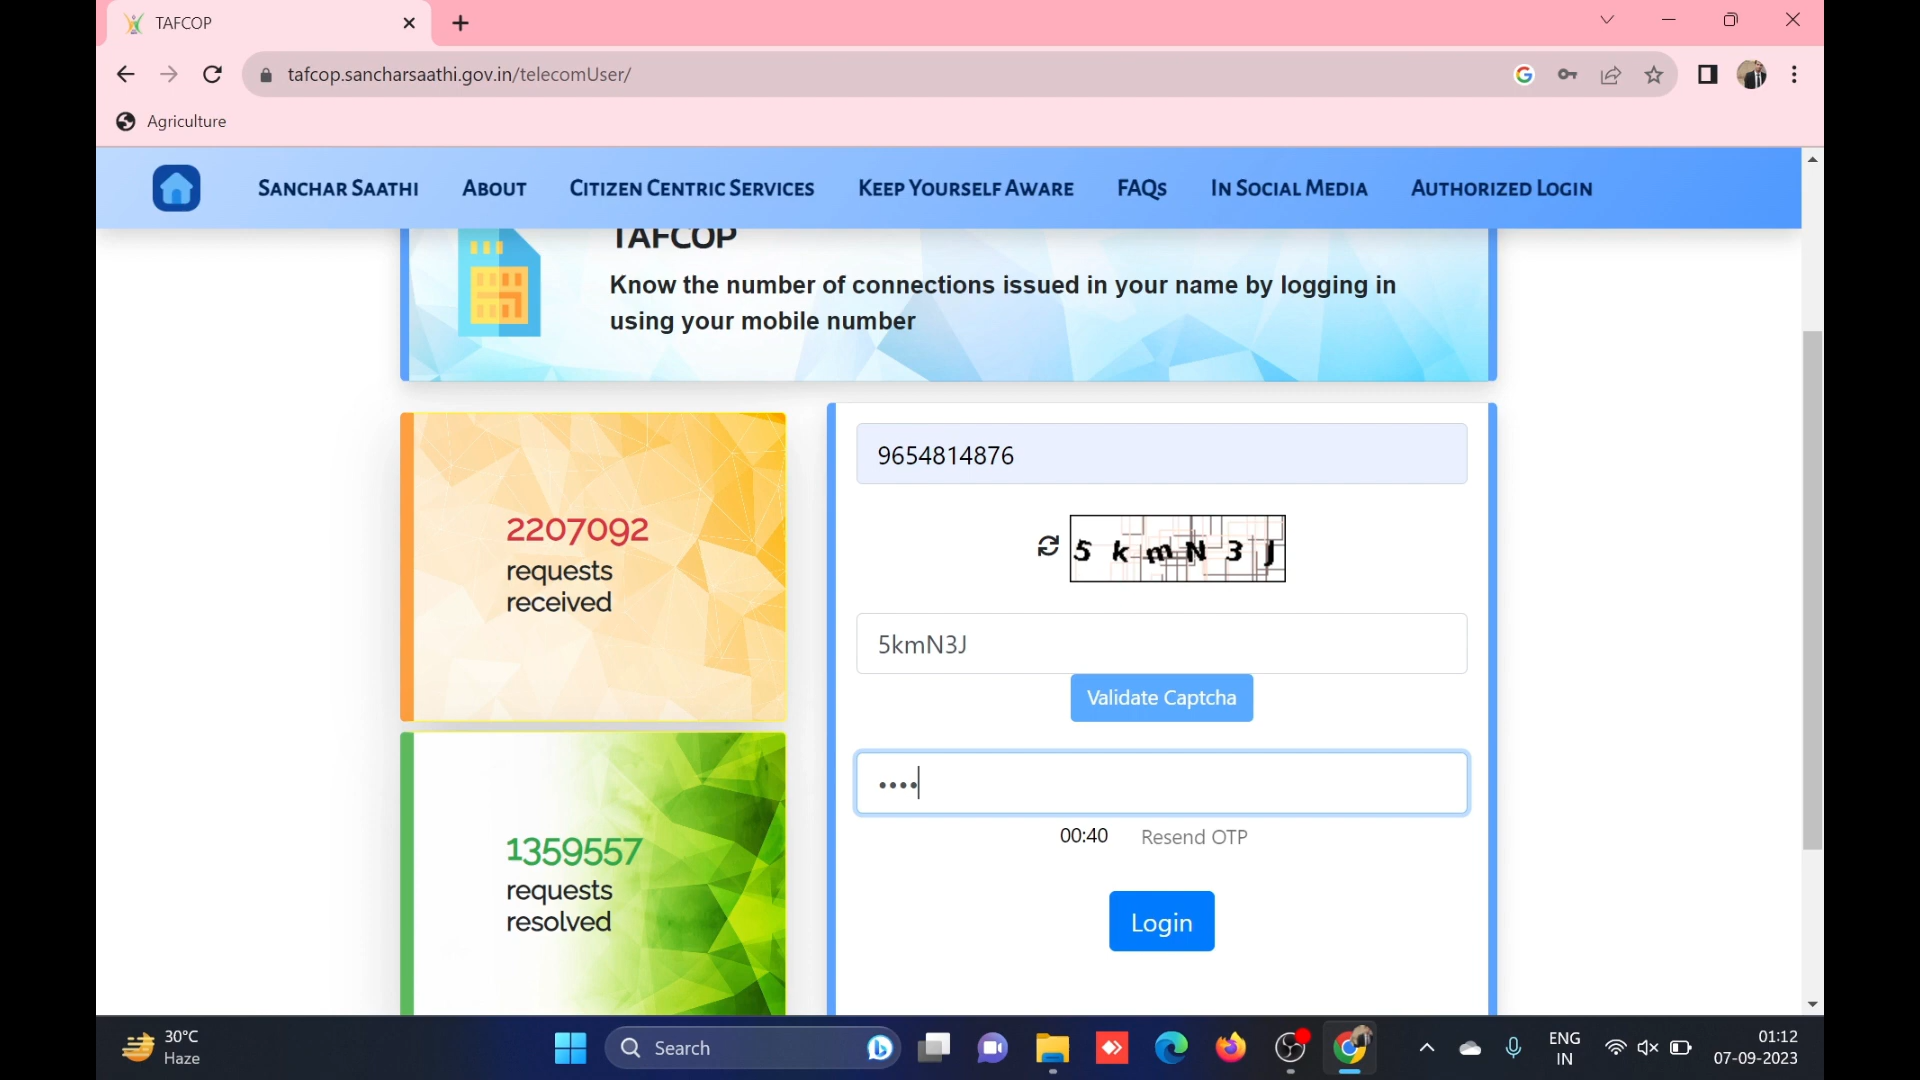 TAFCOP
tafcop.sancharsaathi.gov.in/telecomUser/
Agriculture
SANCHAR SAATHI ABOUT CITIZEN CENTRIC SERVICES KEEP YOURSELF AWARE FAQS IN SOCIAL MEDIA AUTHORIZED LOGIN
TAFCOP
Know the number of connections issued in your name by logging in
using your mobile number
2207092
requests
received
1359557
requests
resolved
9654814876
5 k m N 3 J
5kmN3J
Validate Captcha
••••
00:40 Resend OTP
Login
30°C
Haze
Search
ENG
IN
01:12
07-09-2023